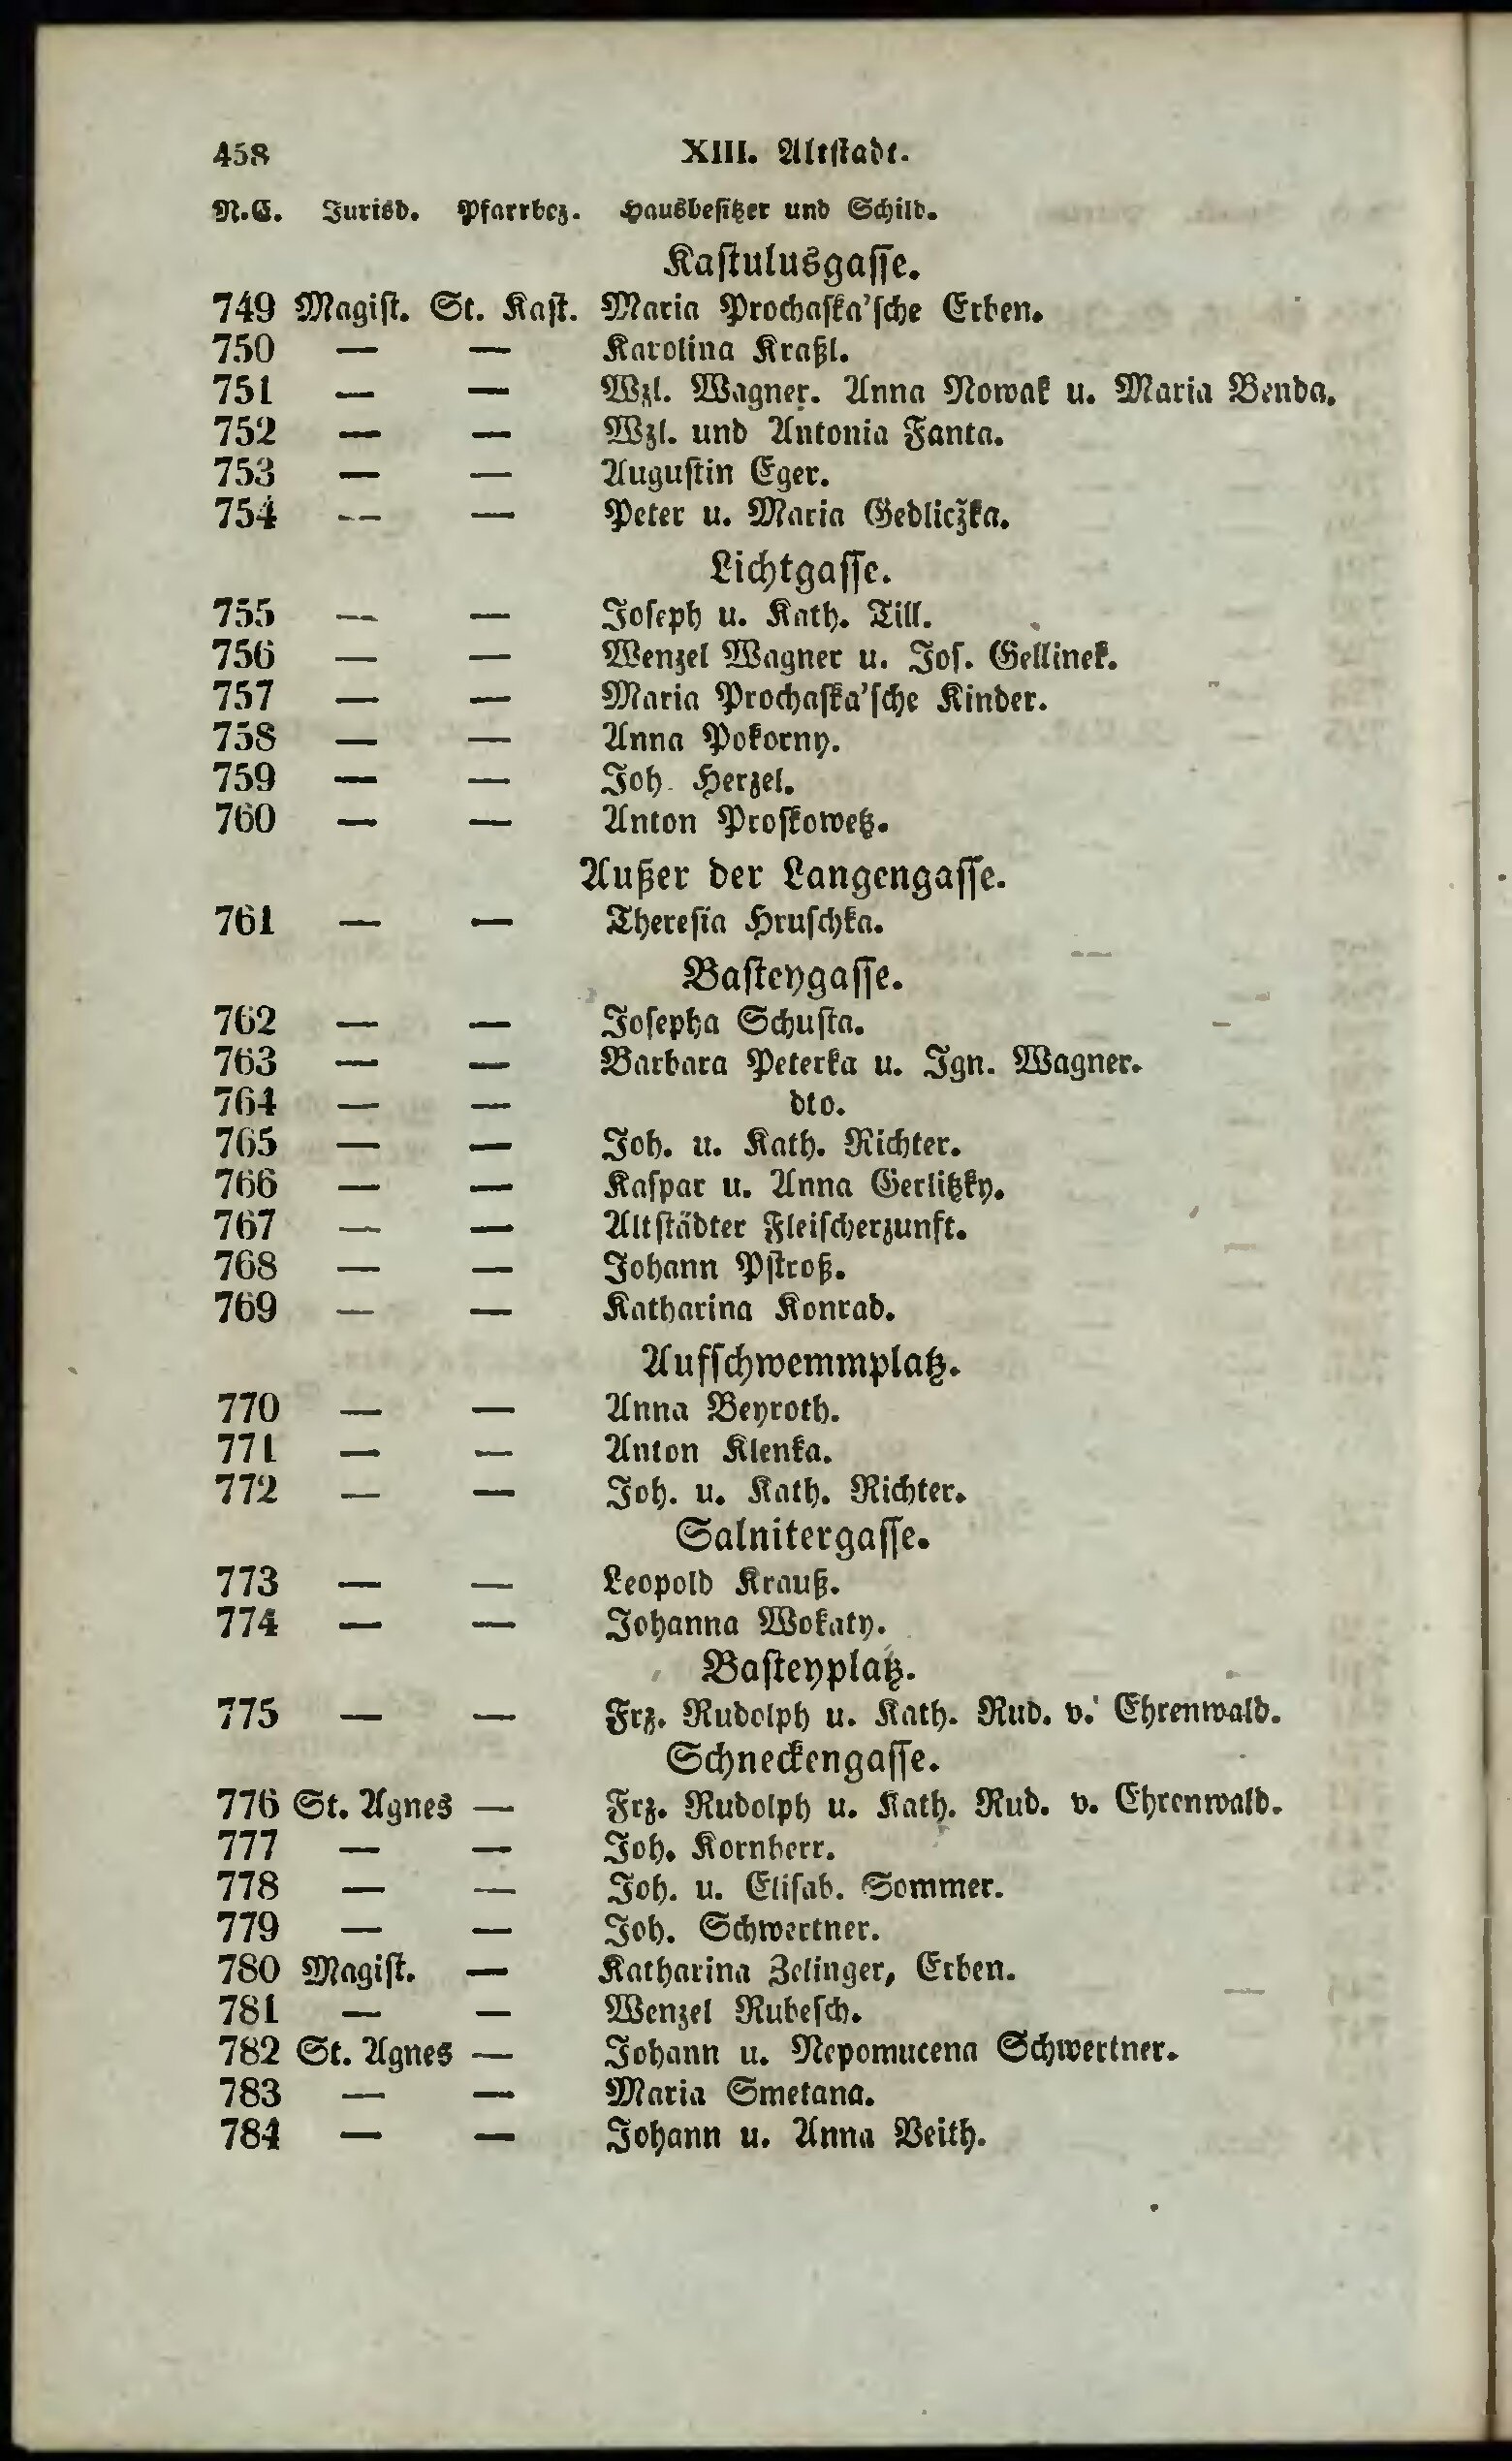 458 XIII. Altstadt.
N.C. Jurisd. Pfarrbez. Hausbesitzer und Schild.
Kastulusgasse.
749 Magist. St. Kast. Maria Prochaska'sche Erben.
750 — — Karolina Kraßl.
751 — — Wzl. Wagner. Anna Nowak u. Maria Benda.
752 — — Wzl. und Antonia Fanta.
753 — — Augustin Eger.
754 — — Peter u. Maria Gedliczka.
Lichtgasse.
755 — — Joseph u. Kath. Till.
756 — — Wenzel Wagner u. Jos. Gellinek.
757 — — Maria Prochaska'sche Kinder.
758 — — Anna Pokorny.
759 — — Joh. Herzel.
760 — — Anton Proskowetz.
Außer der Langengasse.
761 — — Theresia Hruschka.
Basteygasse.
762 — — Josepha Schusta.
763 — — Barbara Peterka u. Ign. Wagner.
764 — — dto.
765 — — Joh. u. Kath. Richter.
766 — — Kaspar u. Anna Gerlitzky.
767 — — Altstädter Fleischerzunft.
768 — — Johann Pstroß.
769 — — Katharina Konrad.
Aufschwemmplatz.
770 — — Anna Beyroth.
771 — — Anton Klenka.
772 — — Joh. u. Kath. Richter.
Salnitergasse.
773 — — Leopold Krauß.
774 — — Johanna Wokaty.
Basteyplatz.
775 — — Frz. Rudolph u. Kath. Rud. v. Ehrenwald.
Schneckengasse.
776 St. Agnes — Frz. Rudolph u. Kath. Rud. v. Ehrenwald.
777 — — Joh. Kornherr.
778 — — Joh. u. Elisab. Sommer.
779 — — Joh. Schwertner.
780 Magist. — Katharina Zelinger, Erben.
781 — — Wenzel Rubesch.
782 St. Agnes — Johann u. Nepomucena Schwertner.
783 — — Maria Smetana.
784 — — Johann u. Anna Veith.